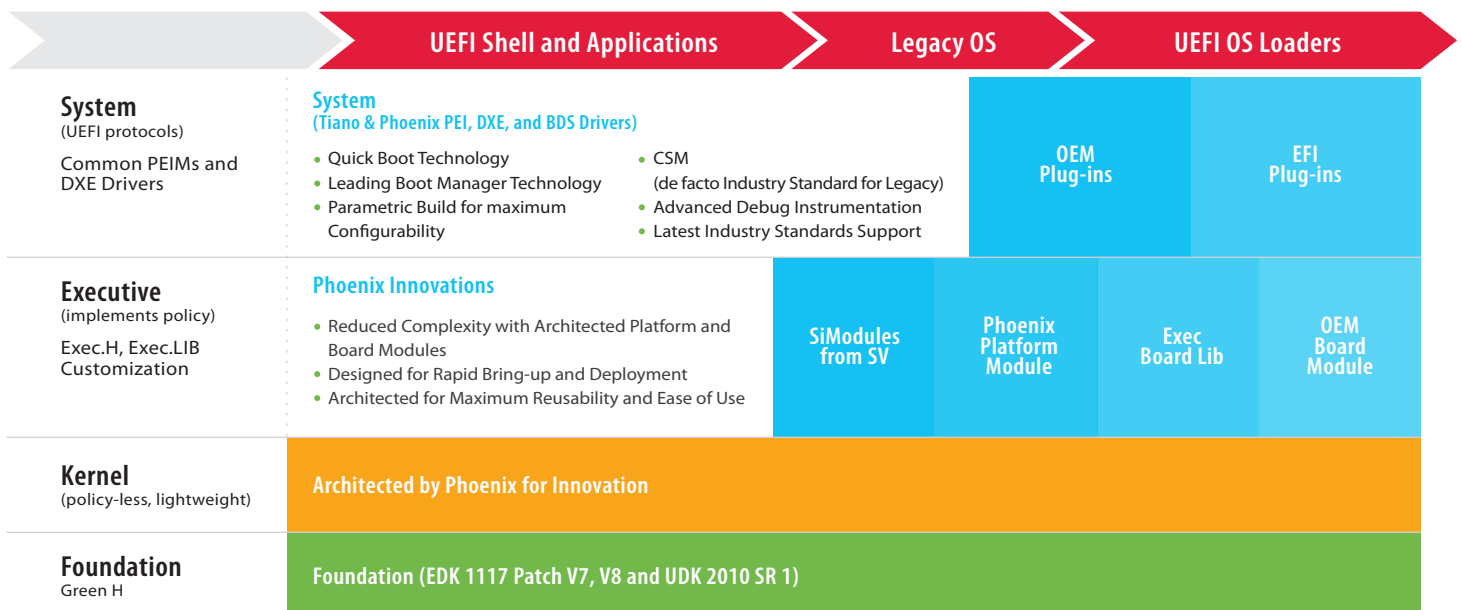 UEFI Shell and Applications
Legacy OS
UEFI OS Loaders
System
(UEFI protocols)
Common PEIMs and
DXE Drivers
System
(Tiano & Phoenix PEI, DXE, and BDS Drivers)
• Quick Boot Technology
• Leading Boot Manager Technology
• Parametric Build for maximum
Configurability
• CSM
(de facto Industry Standard for Legacy)
• Advanced Debug Instrumentation
• Latest Industry Standards Support
OEM
Plug-ins
EFI
Plug-ins
Executive
(implements policy)
Exec.H, Exec.LIB
Customization
Phoenix Innovations
• Reduced Complexity with Architected Platform and
Board Modules
• Designed for Rapid Bring-up and Deployment
• Architected for Maximum Reusability and Ease of Use
SiModules
from SV
Phoenix
Platform
Module
Exec
Board Lib
OEM
Board
Module
Kernel
(policy-less, lightweight)
Architected by Phoenix for Innovation
Foundation
Green H
Foundation (EDK 1117 Patch V7, V8 and UDK 2010 SR 1)